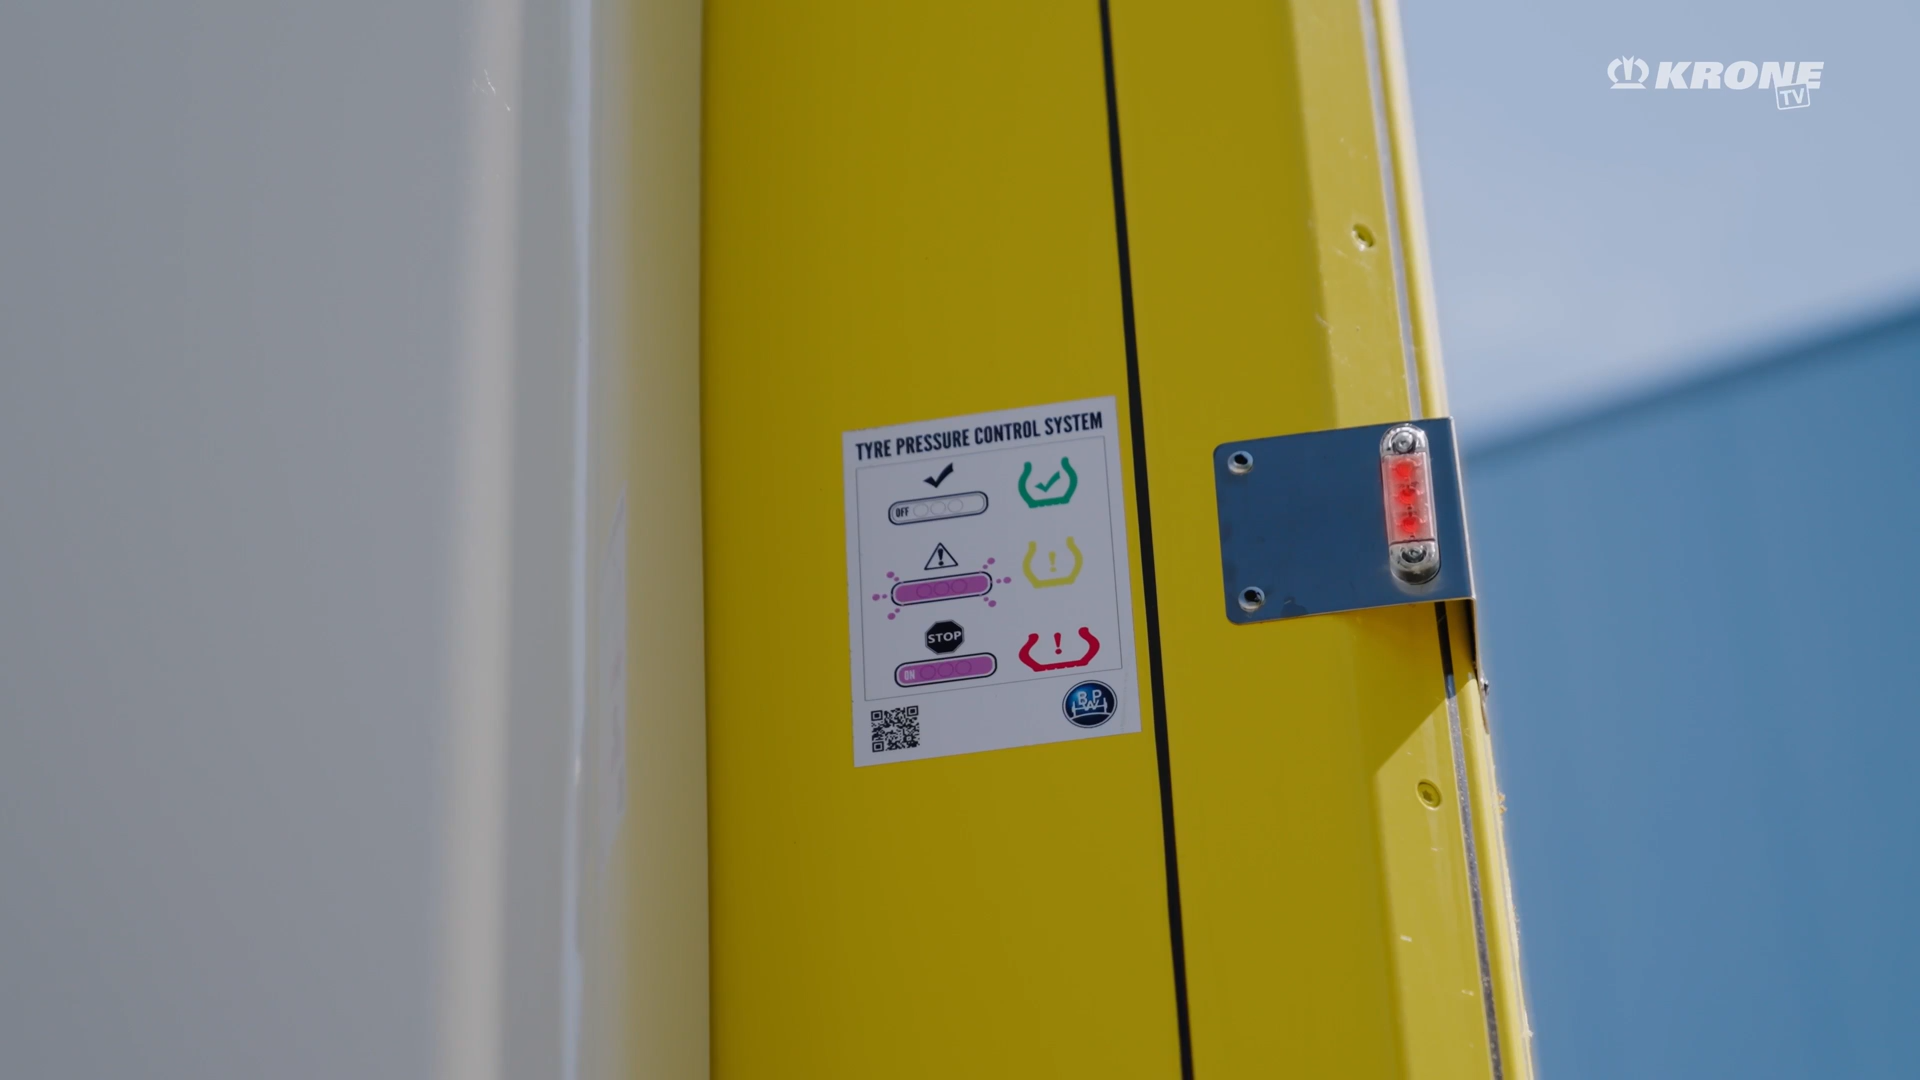 KRONE
TV
TYRE PRESSURE CONTROL SYSTEM
OFF
STOP
ON
BPW